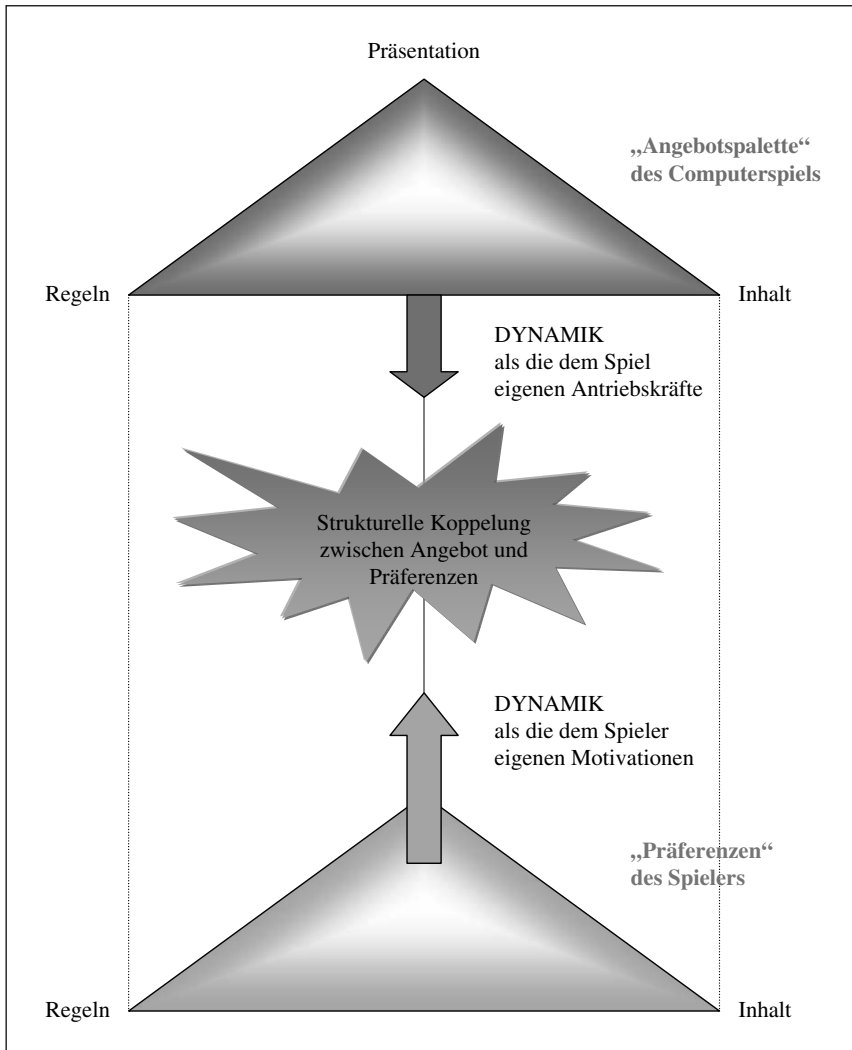 Präsentation
„Angebotspalette“
des Computerspiels
Regeln
Inhalt
DYNAMIK
als die dem Spiel
eigenen Antriebskräfte
Strukturelle Koppelung
zwischen Angebot und
Präferenzen
DYNAMIK
als die dem Spieler
eigenen Motivationen
„Präferenzen“
des Spielers
Regeln
Inhalt